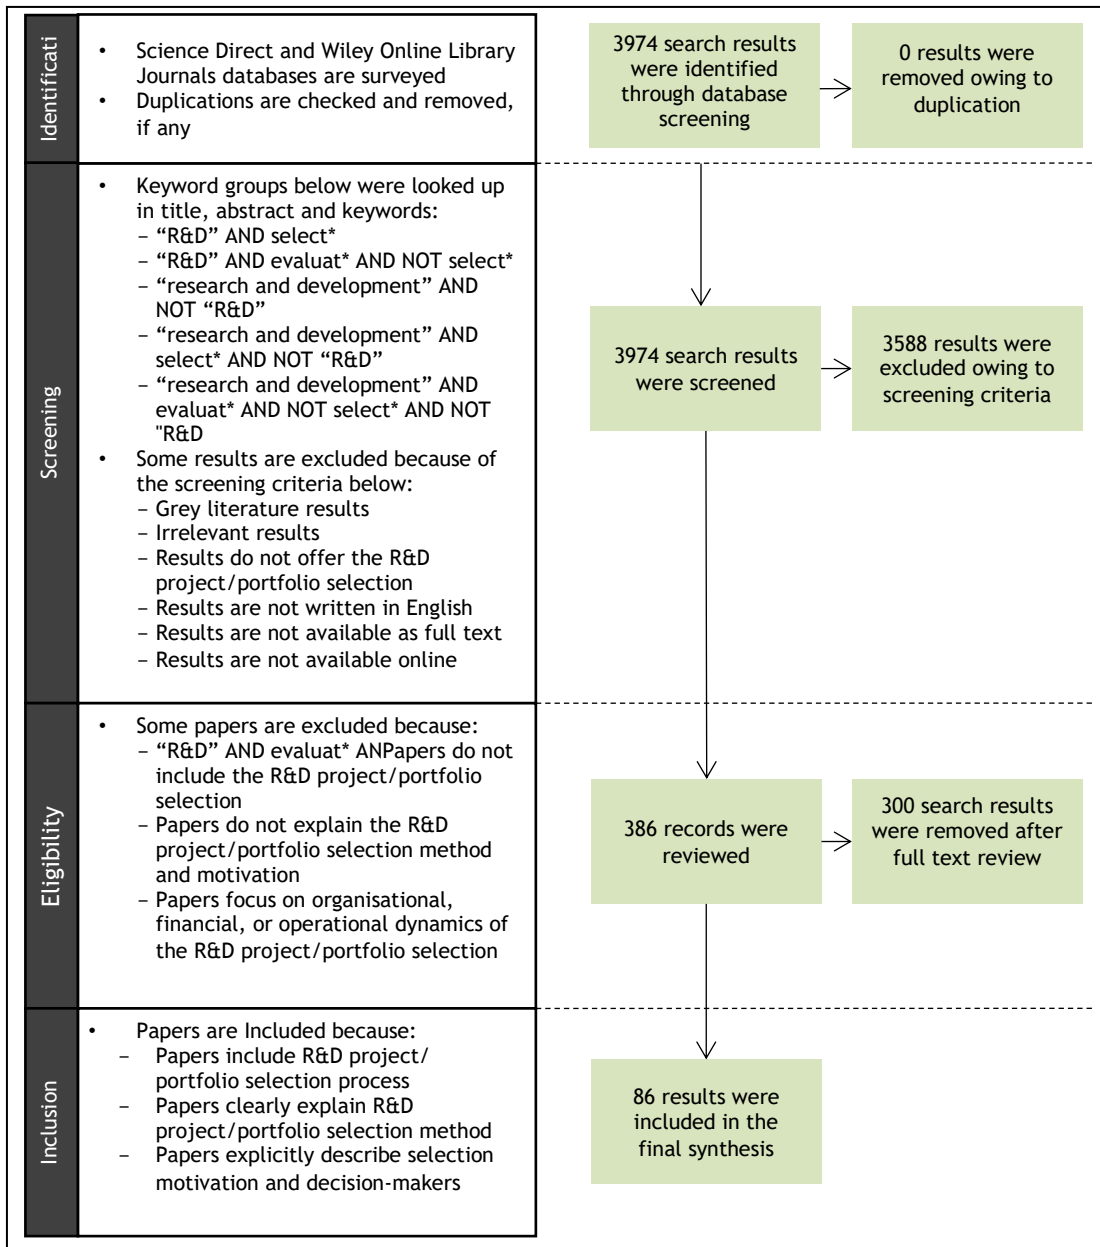 Identificati
• Science Direct and Wiley Online Library
Journals databases are surveyed
• Duplications are checked and removed,
if any
3974 search results
were identified
through database
screening
0 results were
removed owing to
duplication
Screening
• Keyword groups below were looked up
in title, abstract and keywords:
– “R&D” AND select*
– “R&D” AND evaluat* AND NOT select*
– “research and development” AND
NOT “R&D”
– “research and development” AND
select* AND NOT “R&D”
– “research and development” AND
evaluat* AND NOT select* AND NOT
"R&D
• Some results are excluded because of
the screening criteria below:
– Grey literature results
– Irrelevant results
– Results do not offer the R&D
project/portfolio selection
– Results are not written in English
– Results are not available as full text
– Results are not available online
3974 search results
were screened
3588 results were
excluded owing to
screening criteria
Eligibility
• Some papers are excluded because:
– “R&D” AND evaluat* ANPapers do not
include the R&D project/portfolio
selection
– Papers do not explain the R&D
project/portfolio selection method
and motivation
– Papers focus on organisational,
financial, or operational dynamics of
the R&D project/portfolio selection
386 records were
reviewed
300 search results
were removed after
full text review
Inclusion
• Papers are Included because:
– Papers include R&D project/
portfolio selection process
– Papers clearly explain R&D
project/portfolio selection method
– Papers explicitly describe selection
motivation and decision-makers
86 results were
included in the
final synthesis